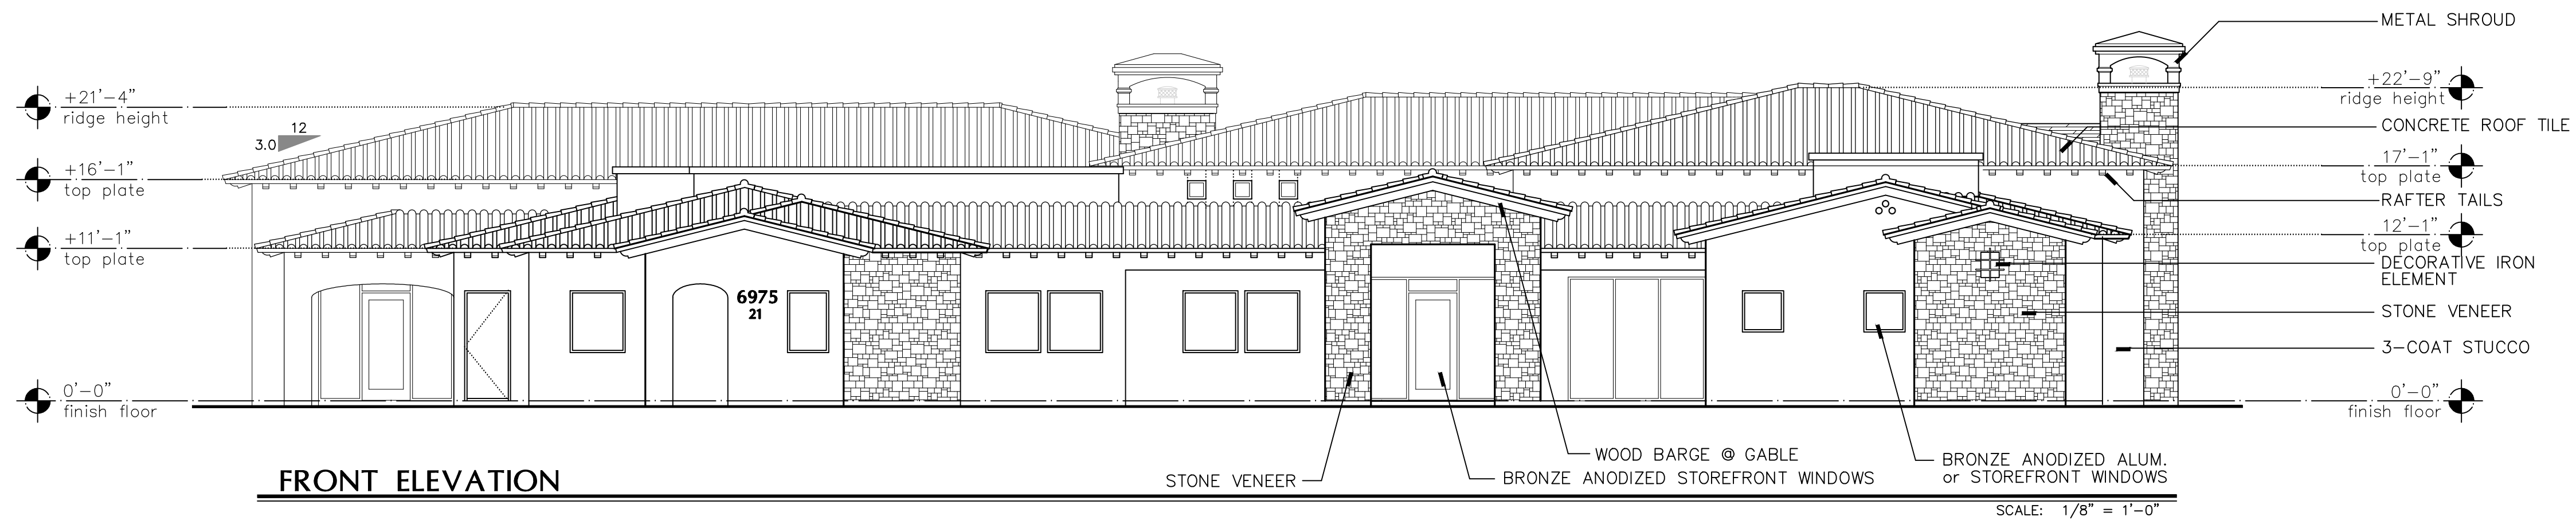 METAL SHROUD
+21'-4"
ridge height
+22'-9"
ridge height
12
3.0
CONCRETE ROOF TILE
+16'-1"
top plate
17'-1"
top plate
RAFTER TAILS
+11'-1"
top plate
12'-1"
top plate
DECORATIVE IRON
ELEMENT
6975
21
STONE VENEER
3-COAT STUCCO
0'-0"
finish floor
0'-0"
finish floor
WOOD BARGE @ GABLE
STONE VENEER
BRONZE ANODIZED STOREFRONT WINDOWS
BRONZE ANODIZED ALUM.
or STOREFRONT WINDOWS
FRONT ELEVATION
SCALE: 1/8" = 1'-0"